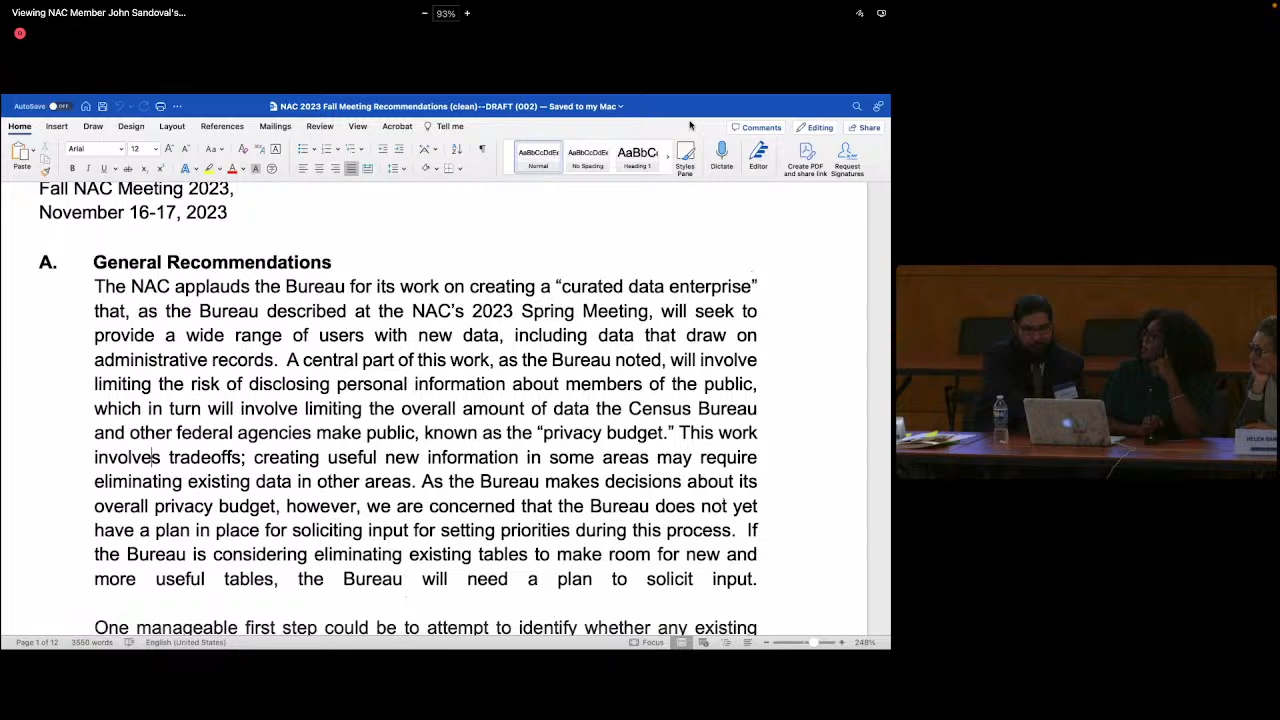 Viewing NAC Member John Sandoval's...
93%
AutoSave OFF
NAC 2023 Fall Meeting Recommendations (clean)--DRAFT (002) — Saved to my Mac
Home Insert Draw Design Layout References Mailings Review View Acrobat Tell me
Comments Editing Share
Paste
Arial 12
AaBbCcDdEe AaBbCcDdEe AaBbC
Normal No Spacing Heading 1
Styles Pane
Dictate
Editor
Create PDF and share link
Request Signatures
Fall NAC Meeting 2023,
November 16-17, 2023
A. General Recommendations
The NAC applauds the Bureau for its work on creating a “curated data enterprise”
that, as the Bureau described at the NAC’s 2023 Spring Meeting, will seek to
provide a wide range of users with new data, including data that draw on
administrative records. A central part of this work, as the Bureau noted, will involve
limiting the risk of disclosing personal information about members of the public,
which in turn will involve limiting the overall amount of data the Census Bureau
and other federal agencies make public, known as the “privacy budget.” This work
involves tradeoffs; creating useful new information in some areas may require
eliminating existing data in other areas. As the Bureau makes decisions about its
overall privacy budget, however, we are concerned that the Bureau does not yet
have a plan in place for soliciting input for setting priorities during this process. If
the Bureau is considering eliminating existing tables to make room for new and
more useful tables, the Bureau will need a plan to solicit input.
One manageable first step could be to attempt to identify whether any existing
Page 1 of 12 3550 words English (United States) Focus 248%
HELEN